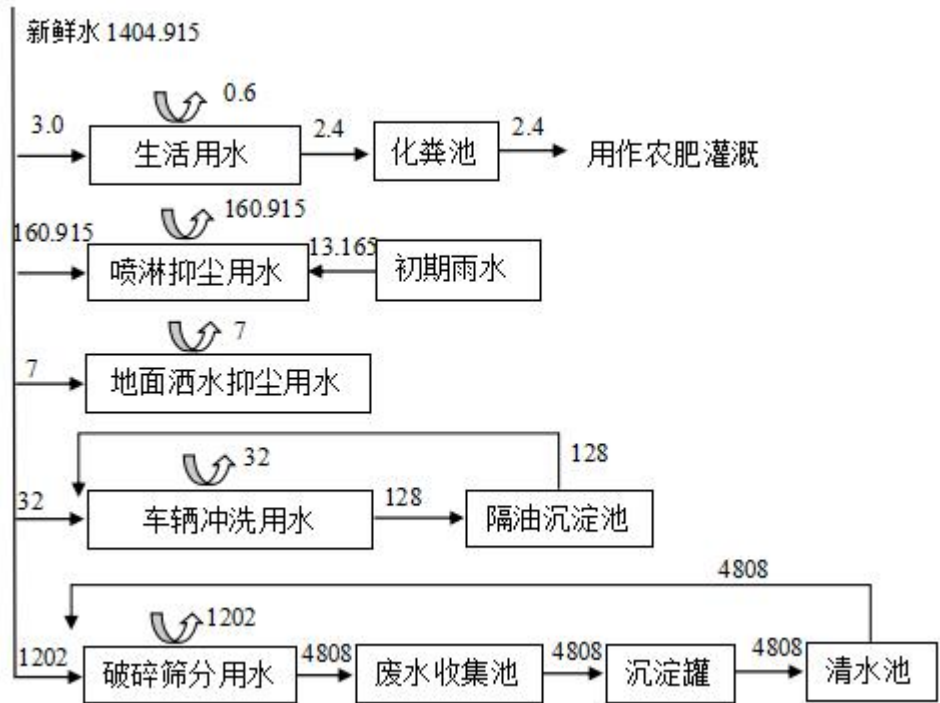 新鲜水 1404.915
0.6
3.0
生活用水
2.4
化粪池
2.4
用作农肥灌溉
160.915
160.915
喷淋抑尘用水
13.165
初期雨水
7
7
地面洒水抑尘用水
128
32
32
车辆冲洗用水
128
隔油沉淀池
4808
1202
1202
破碎筛分用水
4808
废水收集池
4808
沉淀罐
4808
清水池